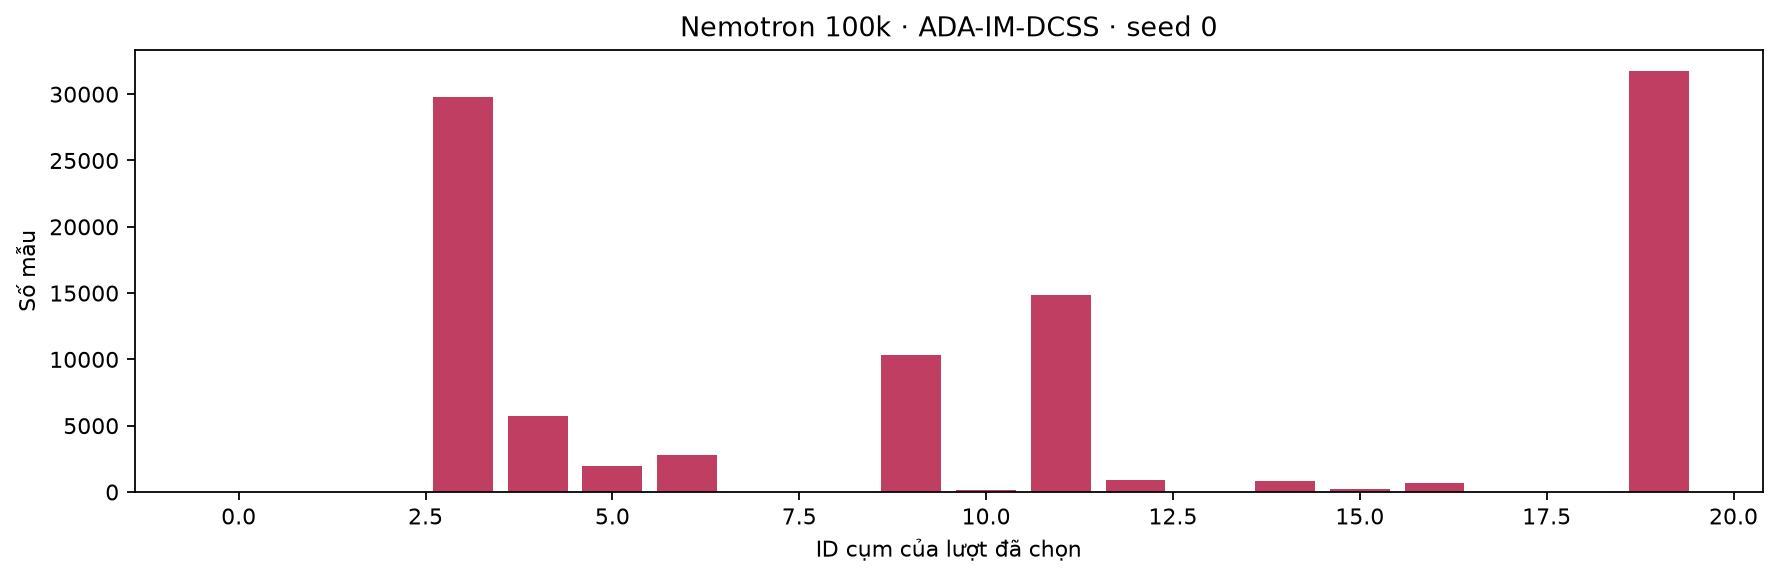 Nemotron 100k · ADA-IM-DCSS · seed 0
Số mẫu
30000
25000
20000
15000
10000
5000
0
0.0 2.5 5.0 7.5 10.0 12.5 15.0 17.5 20.0
ID cụm của lượt đã chọn